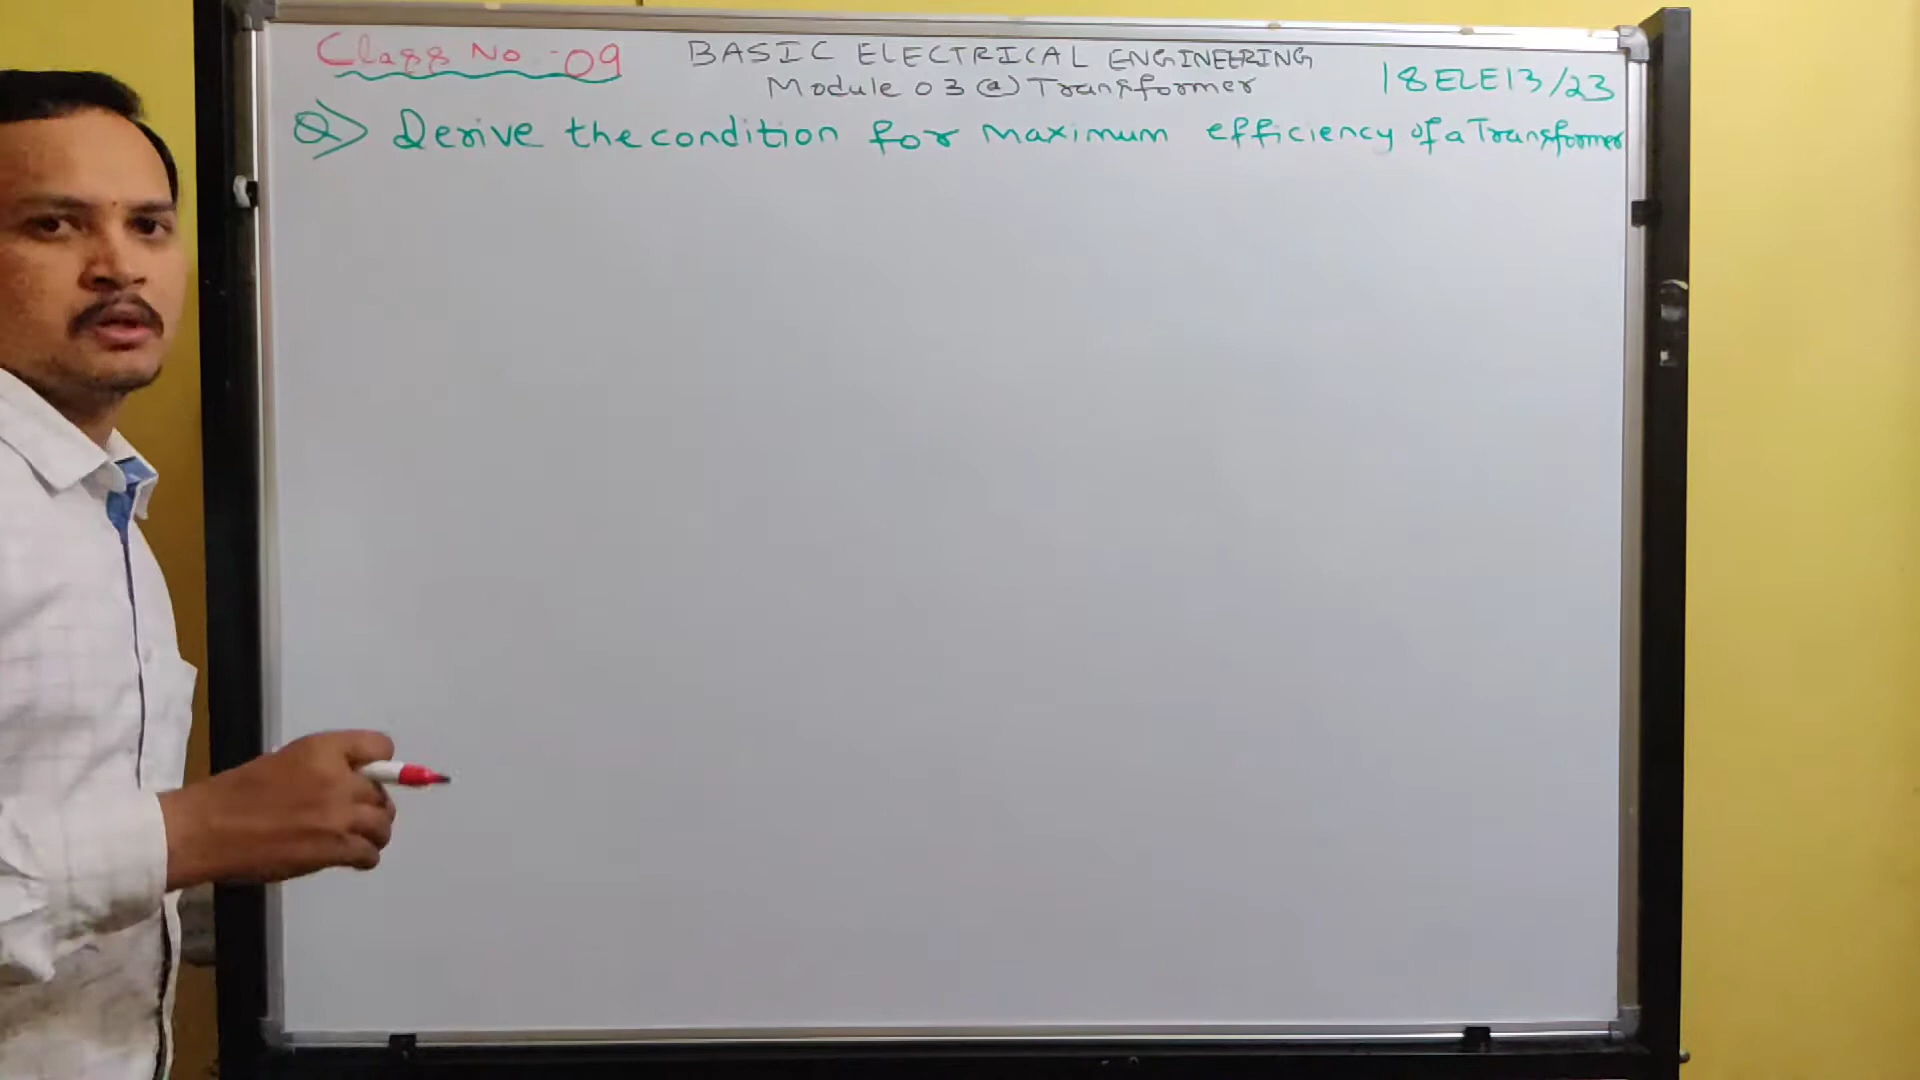 Class No - 09
BASIC ELECTRICAL ENGINEERING
Module 03 (a) Transformer
18ELE13/23
Q> Derive the condition for maximum efficiency of a Transformer